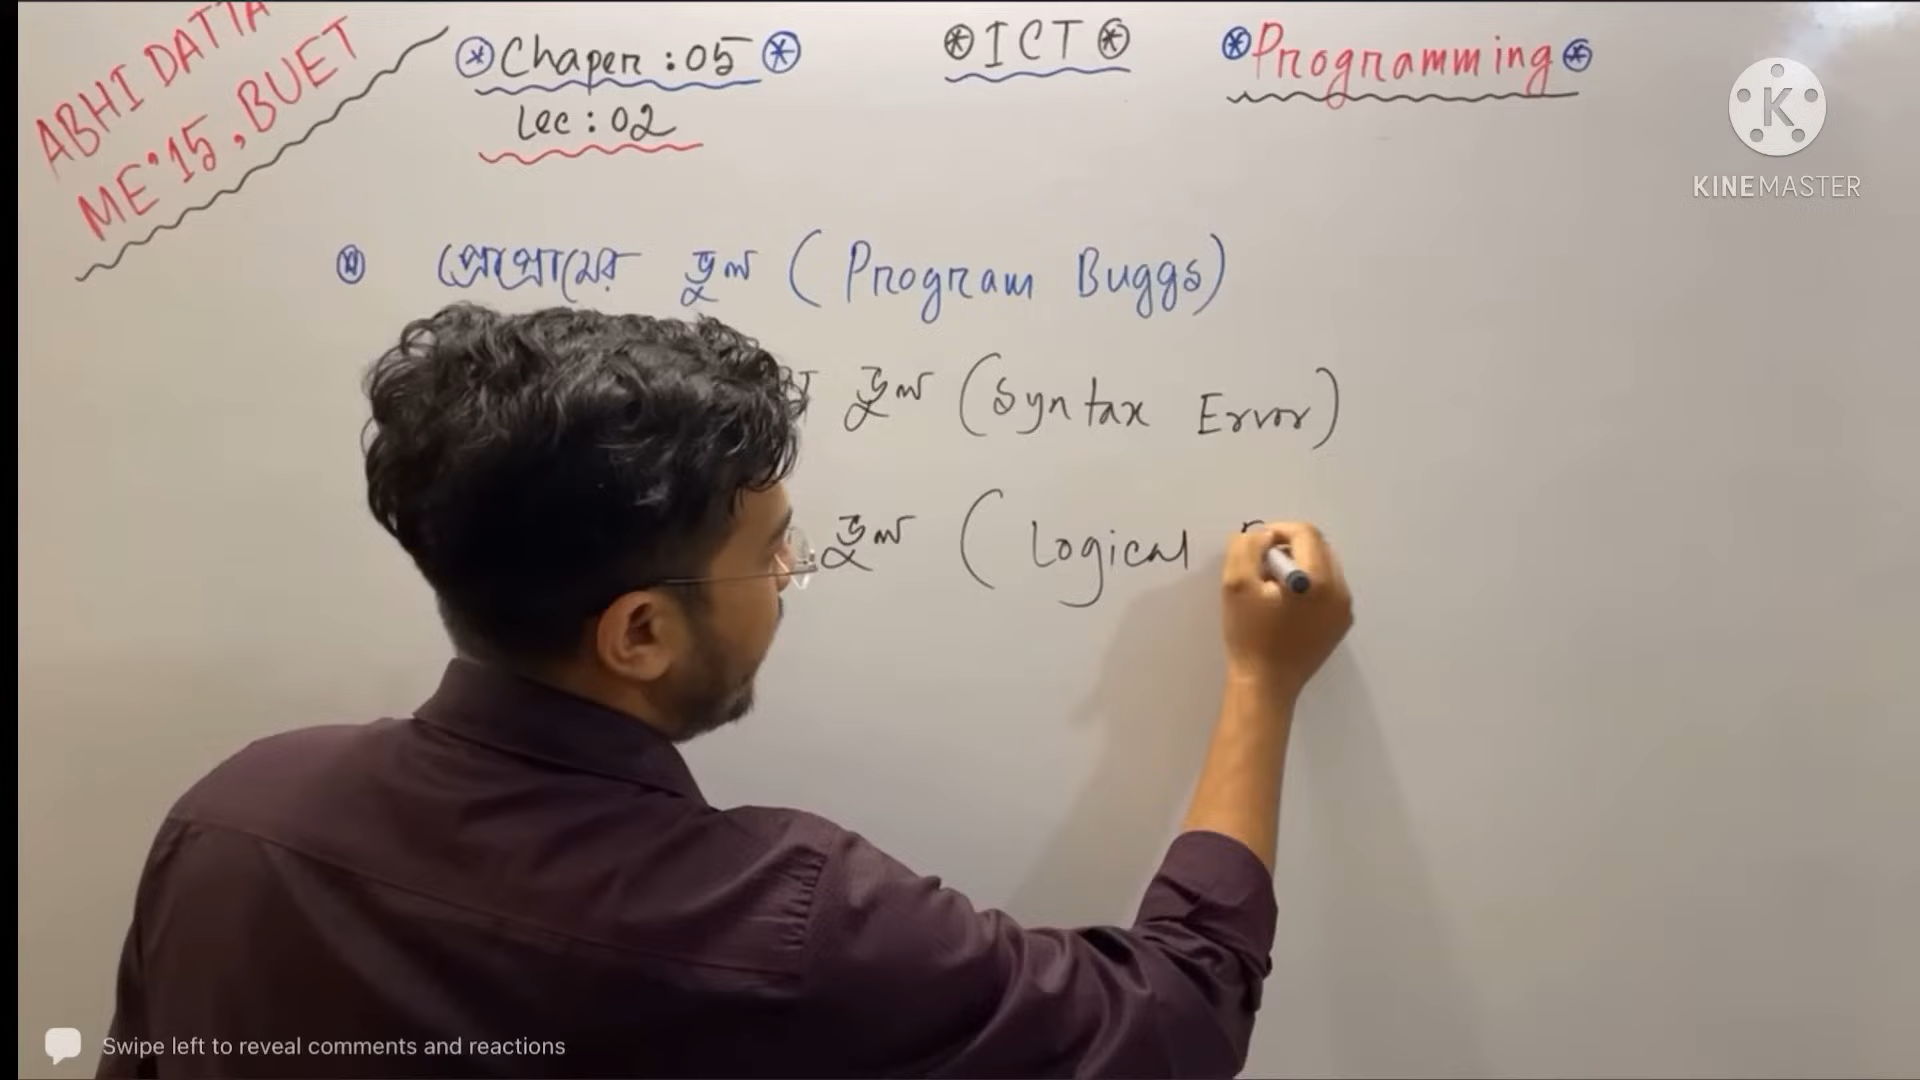 ABHI DATTA
ME'15, BUET
Chaper : 05
Lec : 02
ICT
Programming
KINEMASTER
প্রোগ্রামের ভুল (Program Buggs)
ভুল (Syntax Error)
ভুল (Logical
Swipe left to reveal comments and reactions